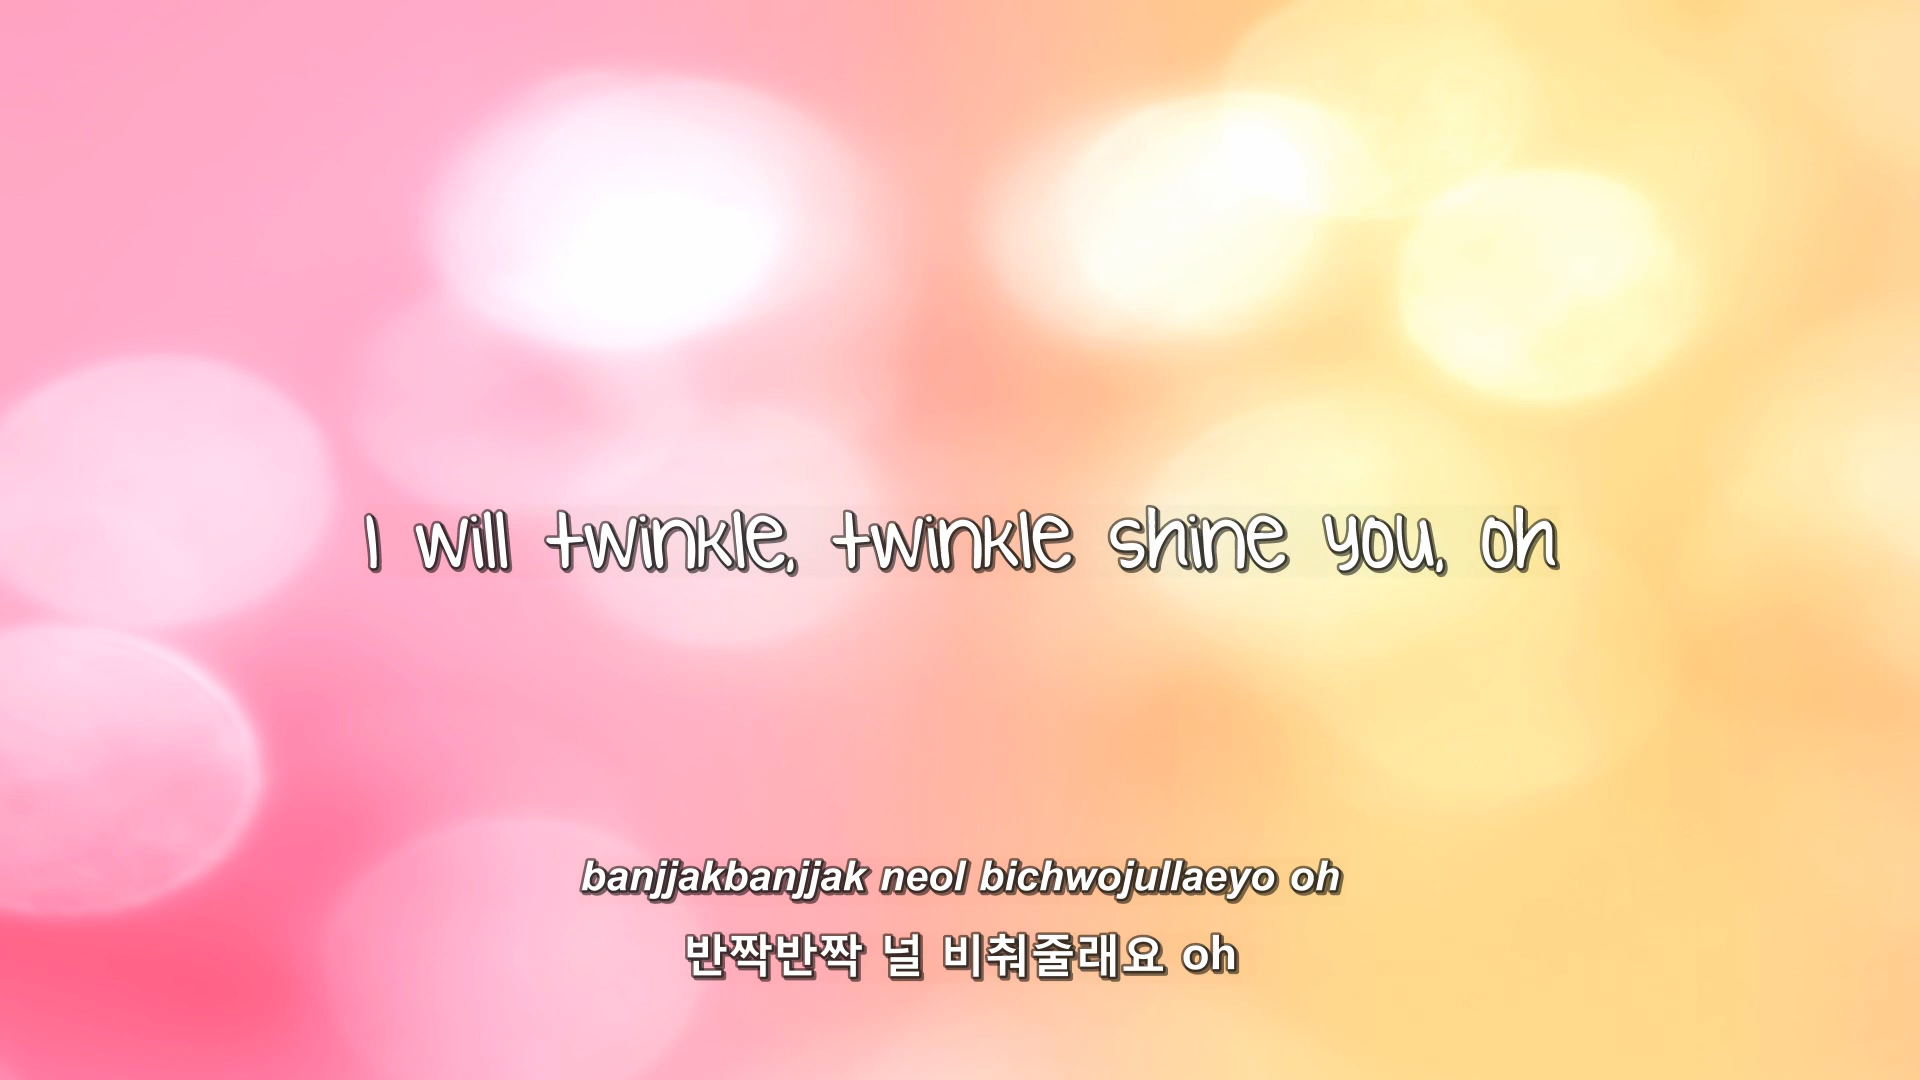 I will twinkle, twinkle shine you, oh
banjjakbanjjak neol bichwojullaeyo oh
반짝반짝 널 비춰줄래요 oh